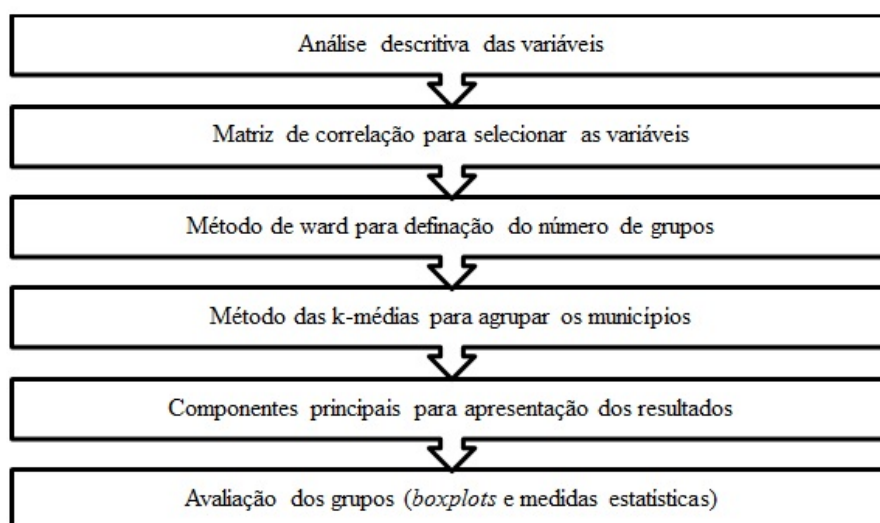 Análise descritiva das variáveis
Matriz de correlação para selecionar as variáveis
Método de ward para definação do número de grupos
Método das k-médias para agrupar os municípios
Componentes principais para apresentação dos resultados
Avaliação dos grupos (boxplots e medidas estatísticas)